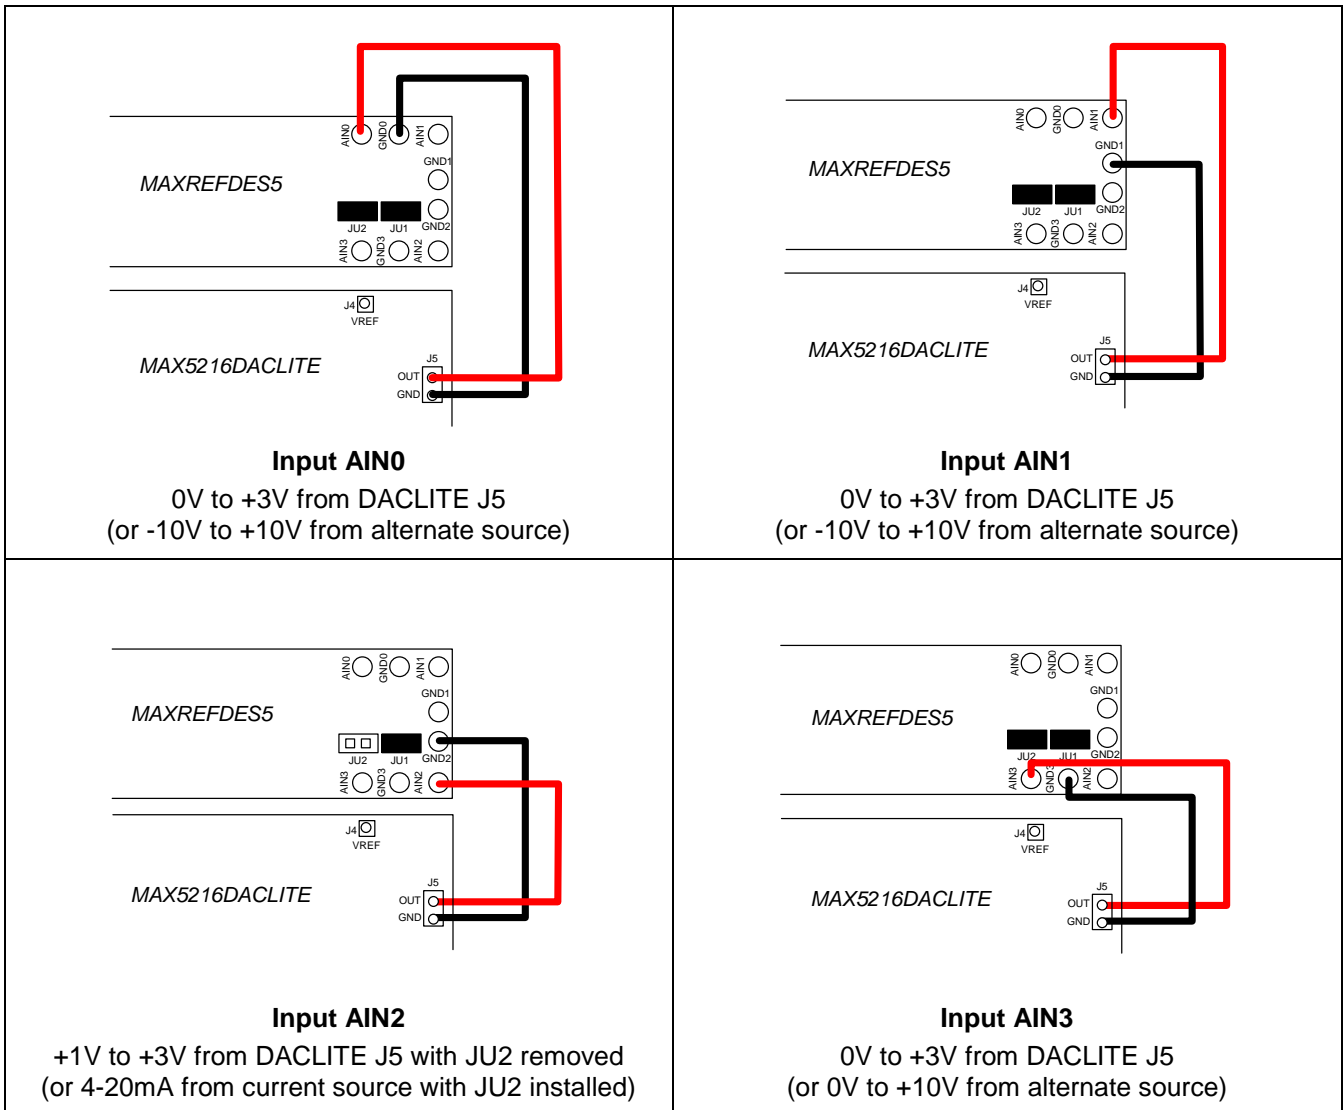 AIN0
GND0
AIN1
GND1
MAXREFDES5
JU2
JU1
GND2
AIN3
GND3
AIN2
J4
VREF
MAX5216DACLITE
J5
OUT
GND
Input AIN0
0V to +3V from DACLITE J5
(or -10V to +10V from alternate source)
AIN0
GND0
AIN1
GND1
MAXREFDES5
JU2
JU1
GND2
AIN3
GND3
AIN2
J4
VREF
MAX5216DACLITE
J5
OUT
GND
Input AIN1
0V to +3V from DACLITE J5
(or -10V to +10V from alternate source)
AIN0
GND0
AIN1
GND1
MAXREFDES5
JU2
JU1
GND2
AIN3
GND3
AIN2
J4
VREF
MAX5216DACLITE
J5
OUT
GND
Input AIN2
+1V to +3V from DACLITE J5 with JU2 removed
(or 4-20mA from current source with JU2 installed)
AIN0
GND0
AIN1
GND1
MAXREFDES5
JU2
JU1
GND2
AIN3
GND3
AIN2
J4
VREF
MAX5216DACLITE
J5
OUT
GND
Input AIN3
0V to +3V from DACLITE J5
(or 0V to +10V from alternate source)